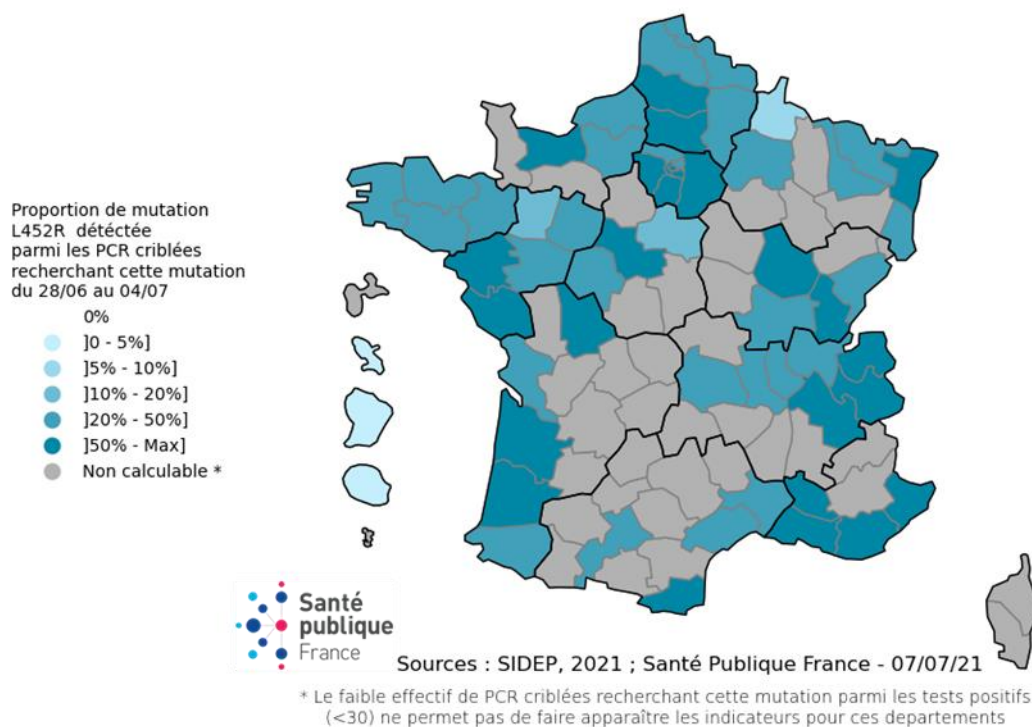 Proportion de mutation
L452R détéctée
parmi les PCR criblées
recherchant cette mutation
du 28/06 au 04/07
0%
]0 - 5%]
]5% - 10%]
]10% - 20%]
]20% - 50%]
]50% - Max]
Non calculable *
Santé
publique
France
Sources : SIDEP, 2021 ; Santé Publique France - 07/07/21
* Le faible effectif de PCR criblées recherchant cette mutation parmi les tests positifs
(<30) ne permet pas de faire apparaître les indicateurs pour ces departements